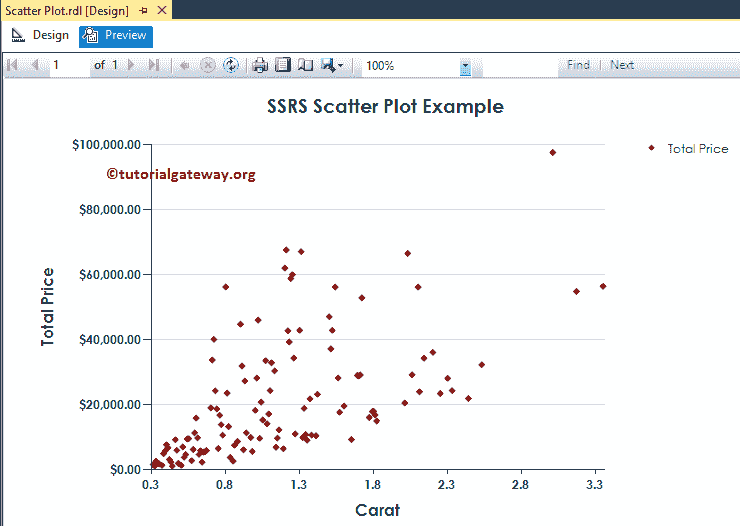 Scatter Plot.rdl [Design]
Design Preview
1 of 1 100% Find | Next
SSRS Scatter Plot Example
$100,000.00
Total Price
©tutorialgateway.org
$80,000.00
$60,000.00
Total Price
$40,000.00
$20,000.00
$0.00
0.3 0.8 1.3 1.8 2.3 2.8 3.3
Carat